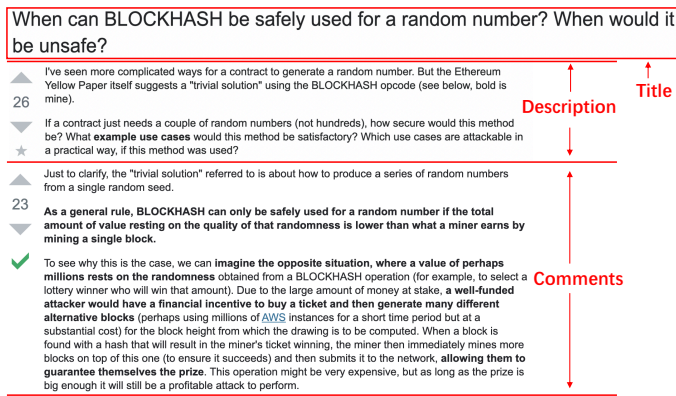 When can BLOCKHASH be safely used for a random number? When would it
be unsafe?
Title
I've seen more complicated ways for a contract to generate a random number. But the Ethereum
Yellow Paper itself suggests a "trivial solution" using the BLOCKHASH opcode (see below, bold is
mine).
26
If a contract just needs a couple of random numbers (not hundreds), how secure would this method
be? What example use cases would this method be satisfactory? Which use cases are attackable in
a practical way, if this method was used?
Description
Just to clarify, the "trivial solution" referred to is about how to produce a series of random numbers
from a single random seed.
23
As a general rule, BLOCKHASH can only be safely used for a random number if the total
amount of value resting on the quality of that randomness is lower than what a miner earns by
mining a single block.
To see why this is the case, we can imagine the opposite situation, where a value of perhaps
millions rests on the randomness obtained from a BLOCKHASH operation (for example, to select a
lottery winner who will win that amount). Due to the large amount of money at stake, a well-funded
attacker would have a financial incentive to buy a ticket and then generate many different
alternative blocks (perhaps using millions of AWS instances for a short time period but at a
substantial cost) for the block height from which the drawing is to be computed. When a block is
found with a hash that will result in the miner's ticket winning, the miner then immediately mines more
blocks on top of this one (to ensure it succeeds) and then submits it to the network, allowing them to
guarantee themselves the prize. This operation might be very expensive, but as long as the prize is
big enough it will still be a profitable attack to perform.
Comments